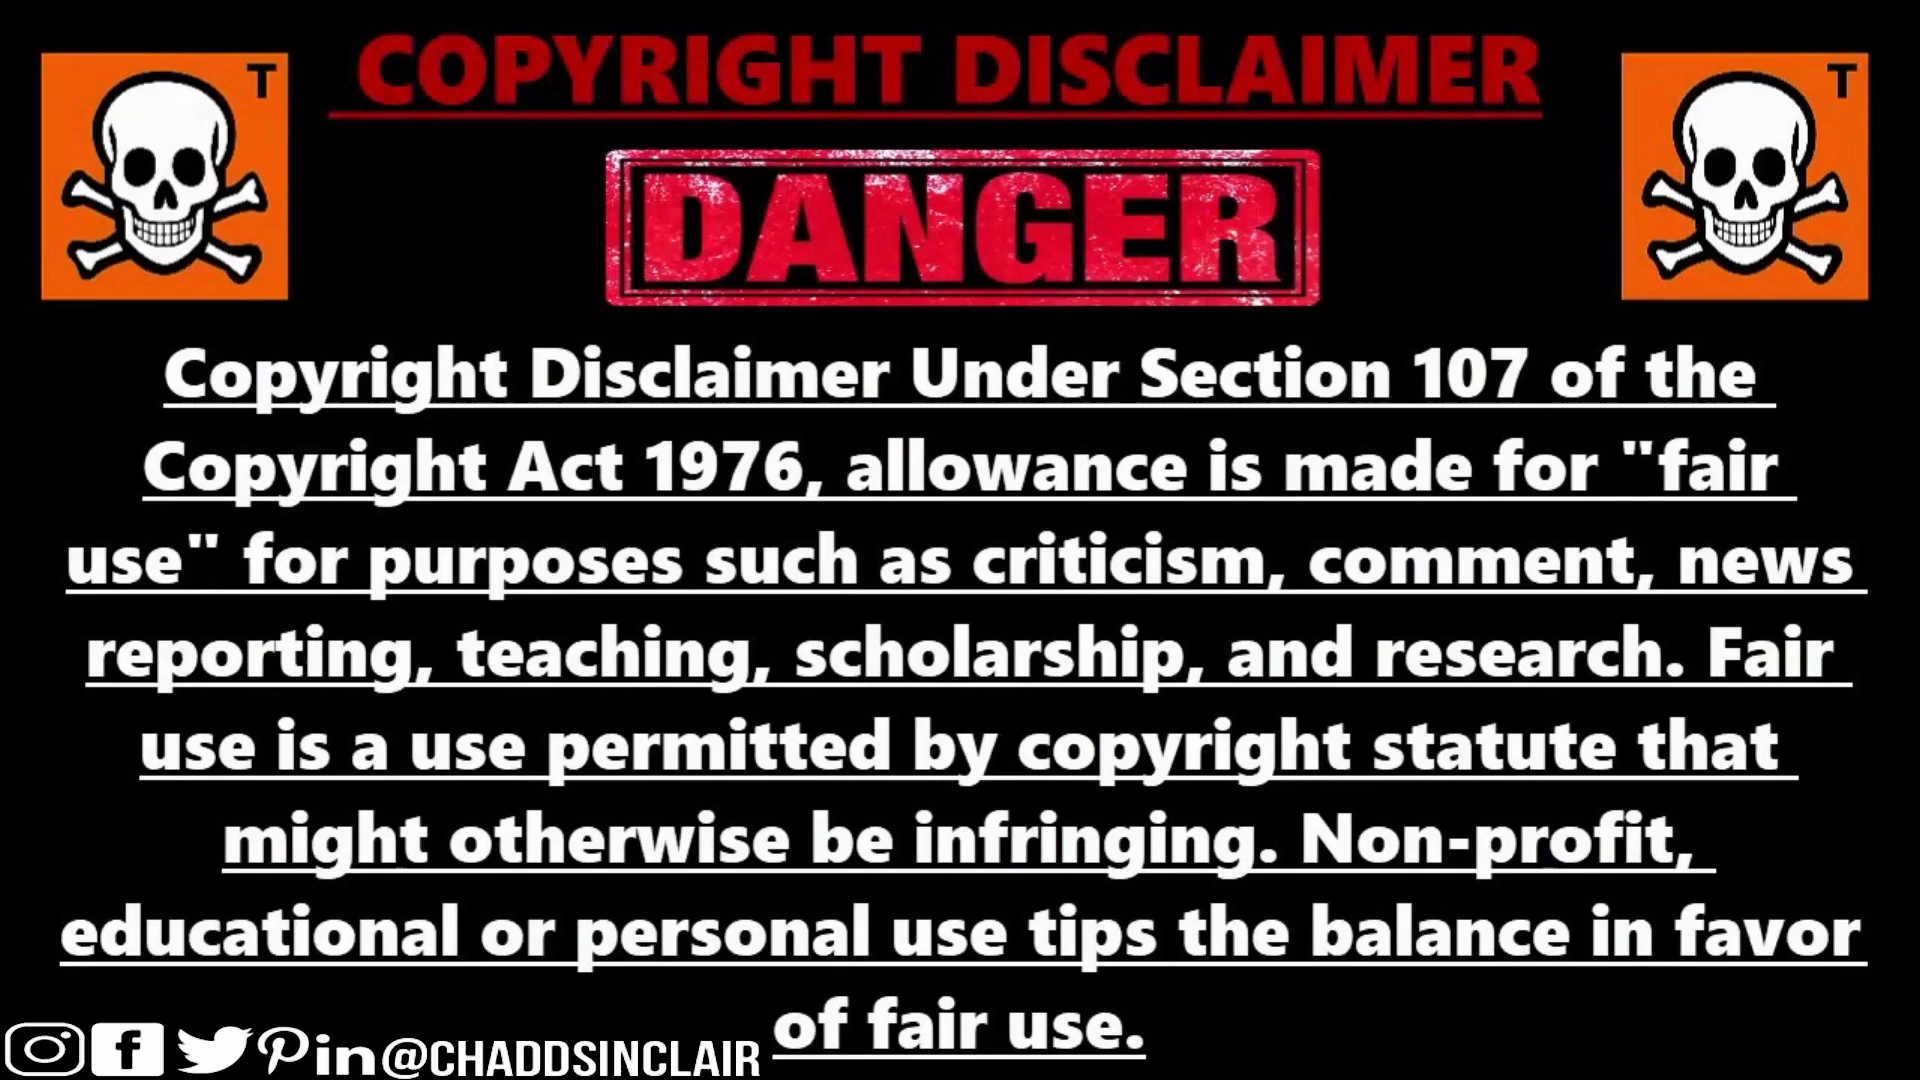 T
COPYRIGHT DISCLAIMER
T
DANGER
Copyright Disclaimer Under Section 107 of the
Copyright Act 1976, allowance is made for "fair
use" for purposes such as criticism, comment, news
reporting, teaching, scholarship, and research. Fair
use is a use permitted by copyright statute that
might otherwise be infringing. Non-profit,
educational or personal use tips the balance in favor
of fair use.
in@CHADDSINCLAIR